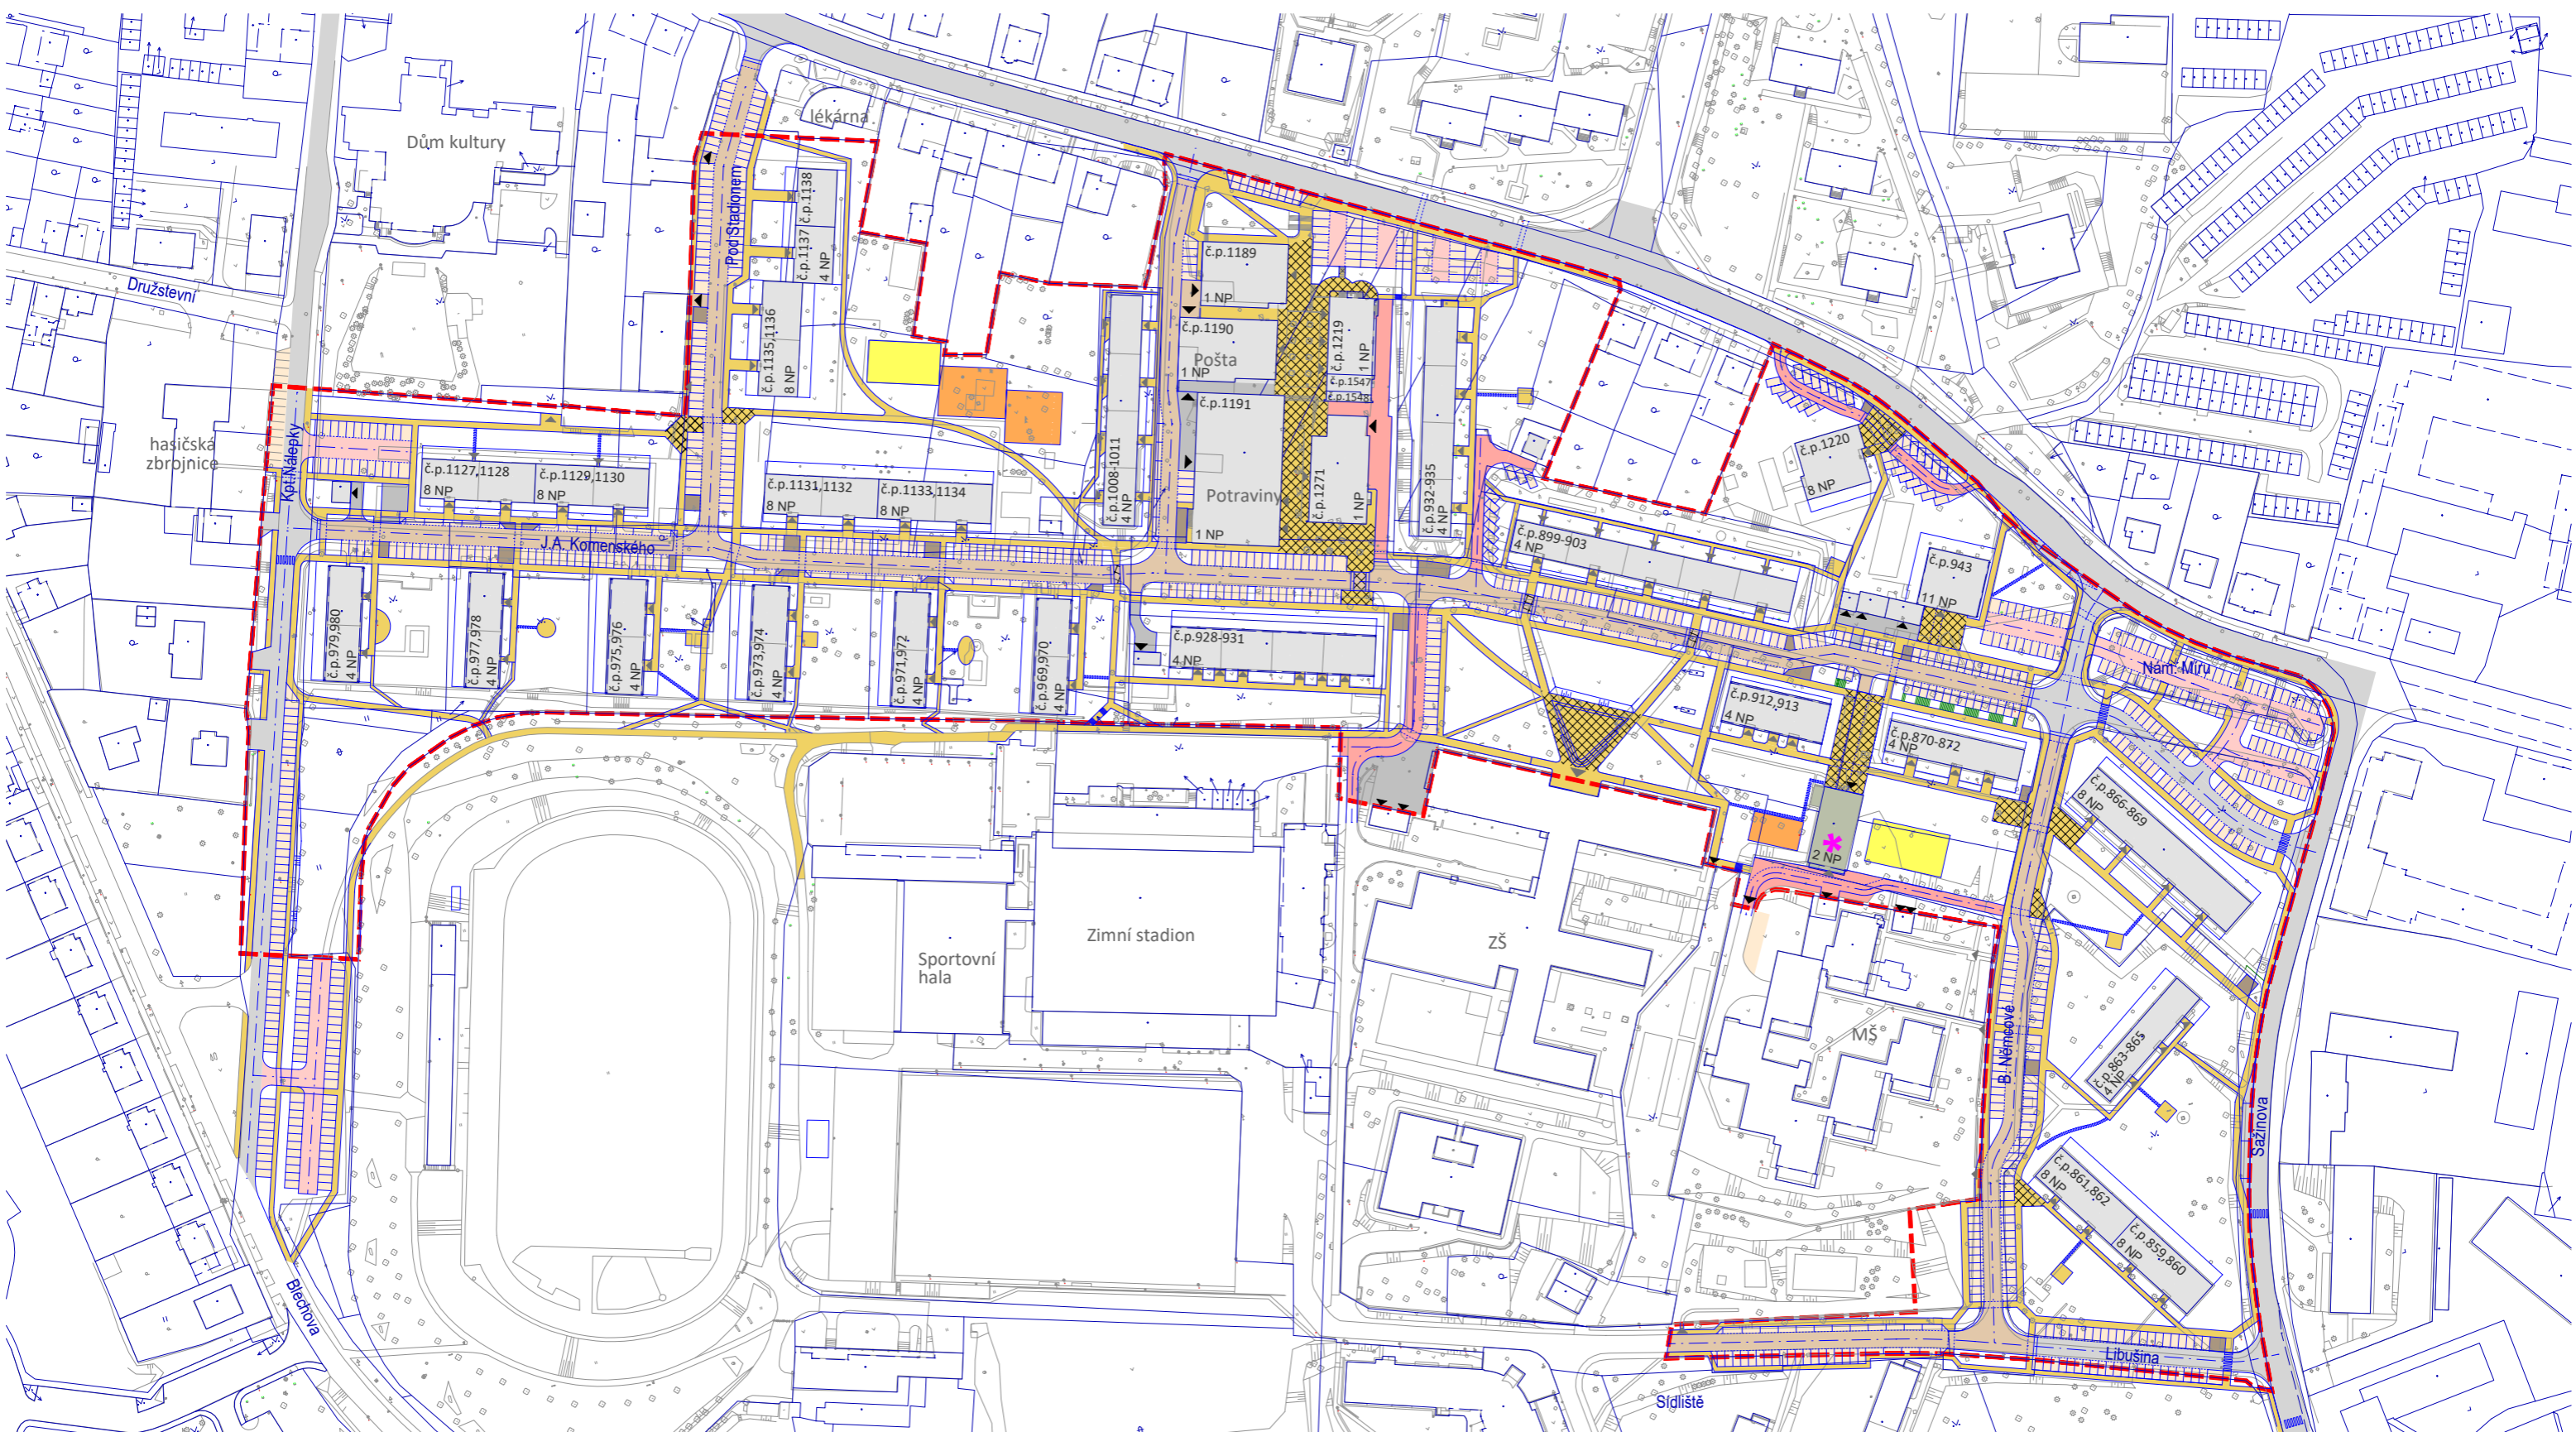 Dům kultury
lékárna
Družstevní
Pod Stadionem
č.p.1137 č.p.1138
4 NP
č.p.1135,1136
8 NP
hasičská
zbrojnice
Kpt.Nálepky
č.p.1127,1128
8 NP
č.p.1129,1130
8 NP
č.p.1131,1132
8 NP
č.p.1133,1134
8 NP
J.A. Komenského
č.p.1008-1011
4 NP
č.p.1189
1 NP
č.p.1190
Pošta
1 NP
č.p.1191
Potraviny
1 NP
č.p.1219
1 NP
č.p.1547
č.p.1548
č.p.1271
1 NP
č.p.932-935
4 NP
č.p.899-903
4 NP
č.p.1220
8 NP
č.p.943
11 NP
č.p.979,980
4 NP
č.p.977,978
4 NP
č.p.975,976
4 NP
č.p.973,974
4 NP
č.p.971,972
4 NP
č.p.969,970
4 NP
č.p.928-931
4 NP
č.p.912,913
4 NP
č.p.870-872
4 NP
Nám. Míru
č.p.866-869
8 NP
2 NP
Sportovní
hala
Zimní stadion
ZŠ
MŠ
B. Němcové
č.p.863-865
4 NP
Sažinova
č.p.861,862
8 NP
č.p.859,860
8 NP
Blechova
Libušina
Sídliště